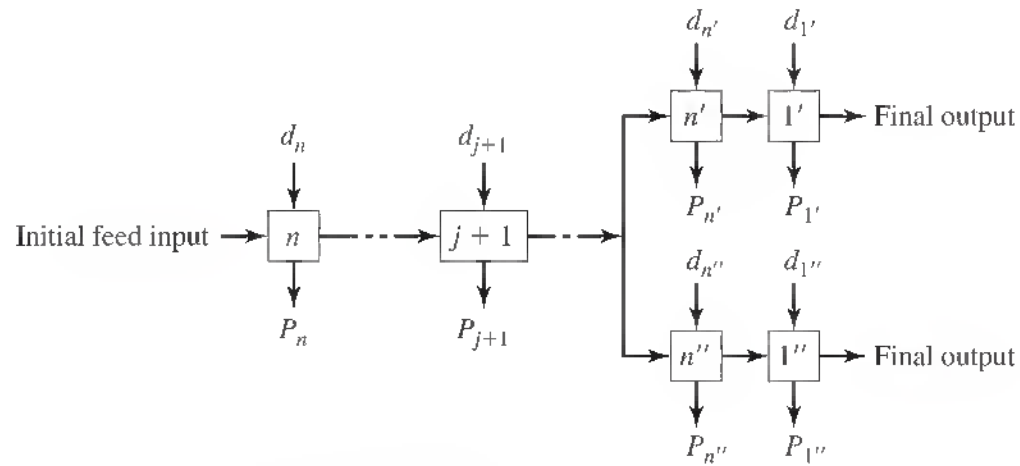 d_{n'} d_{1'}
n' 1' Final output
d_n d_{j+1}
P_{n'} P_{1'}
Initial feed input n j + 1
d_{n''} d_{1''}
P_n P_{j+1}
n'' 1'' Final output
P_{n''} P_{1''}